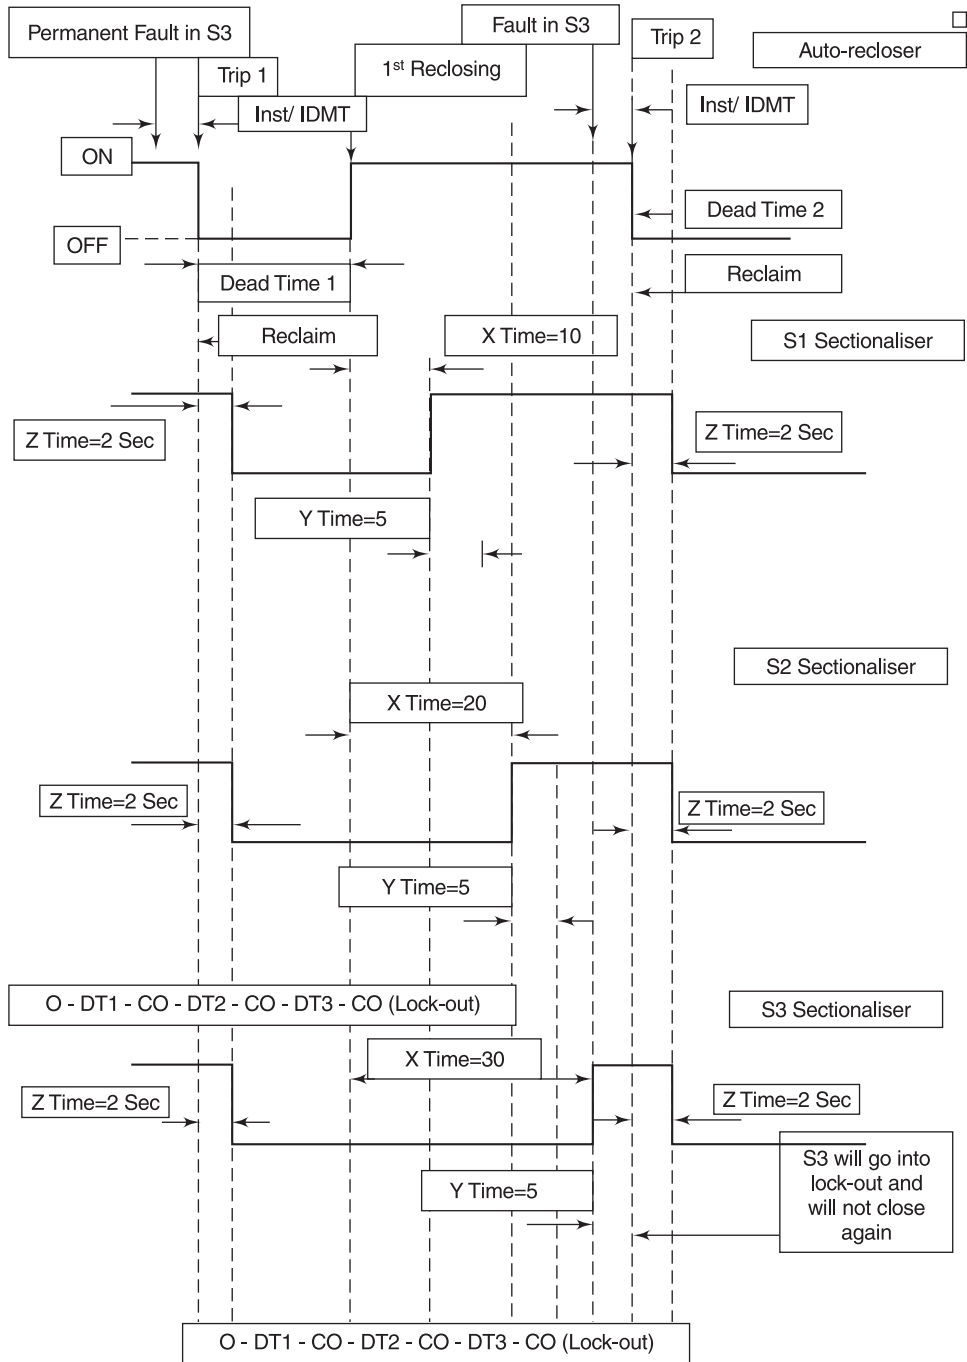 Permanent Fault in S3
Fault in S3
Trip 2
Auto-recloser
Trip 1
1st Reclosing
Inst/ IDMT
Inst/ IDMT
ON
OFF
Dead Time 2
Dead Time 1
Reclaim
Reclaim
X Time=10
S1 Sectionaliser
Z Time=2 Sec
Z Time=2 Sec
Y Time=5
S2 Sectionaliser
X Time=20
Z Time=2 Sec
Z Time=2 Sec
Y Time=5
O - DT1 - CO - DT2 - CO - DT3 - CO (Lock-out)
S3 Sectionaliser
X Time=30
Z Time=2 Sec
Z Time=2 Sec
S3 will go into
lock-out and
will not close
again
Y Time=5
O - DT1 - CO - DT2 - CO - DT3 - CO (Lock-out)